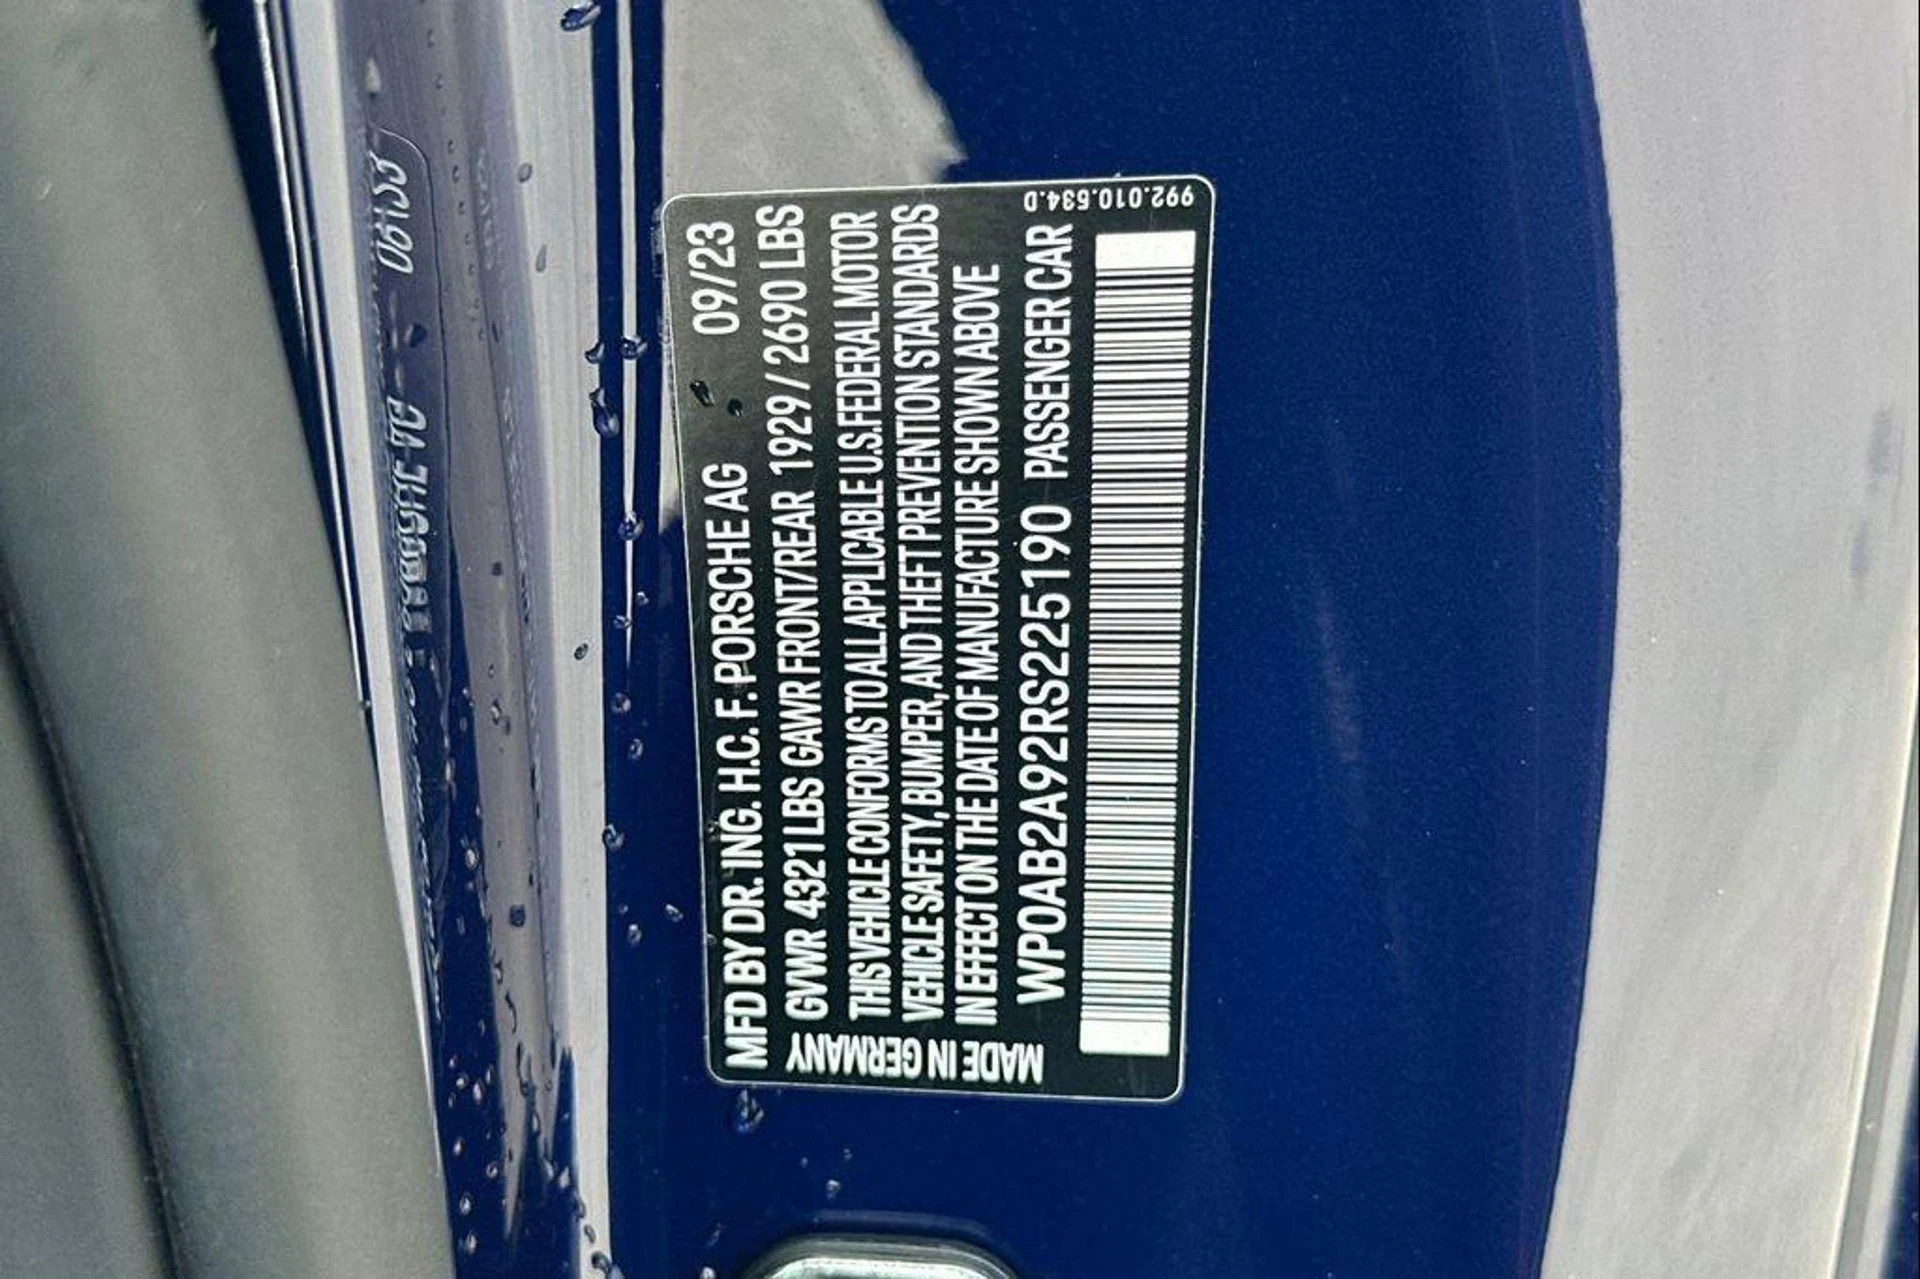 MFD BY DR. ING. H.C. F. PORSCHE AG 09/23
GVWR 4321 LBS GAWR FRONT/REAR 1929 / 2690 LBS
THIS VEHICLE CONFORMS TO ALL APPLICABLE U.S. FEDERAL MOTOR
VEHICLE SAFETY, BUMPER, AND THEFT PREVENTION STANDARDS
IN EFFECT ON THE DATE OF MANUFACTURE SHOWN ABOVE
WP0AB2A92RS225190 PASSENGER CAR
MADE IN GERMANY
992.010.534.D